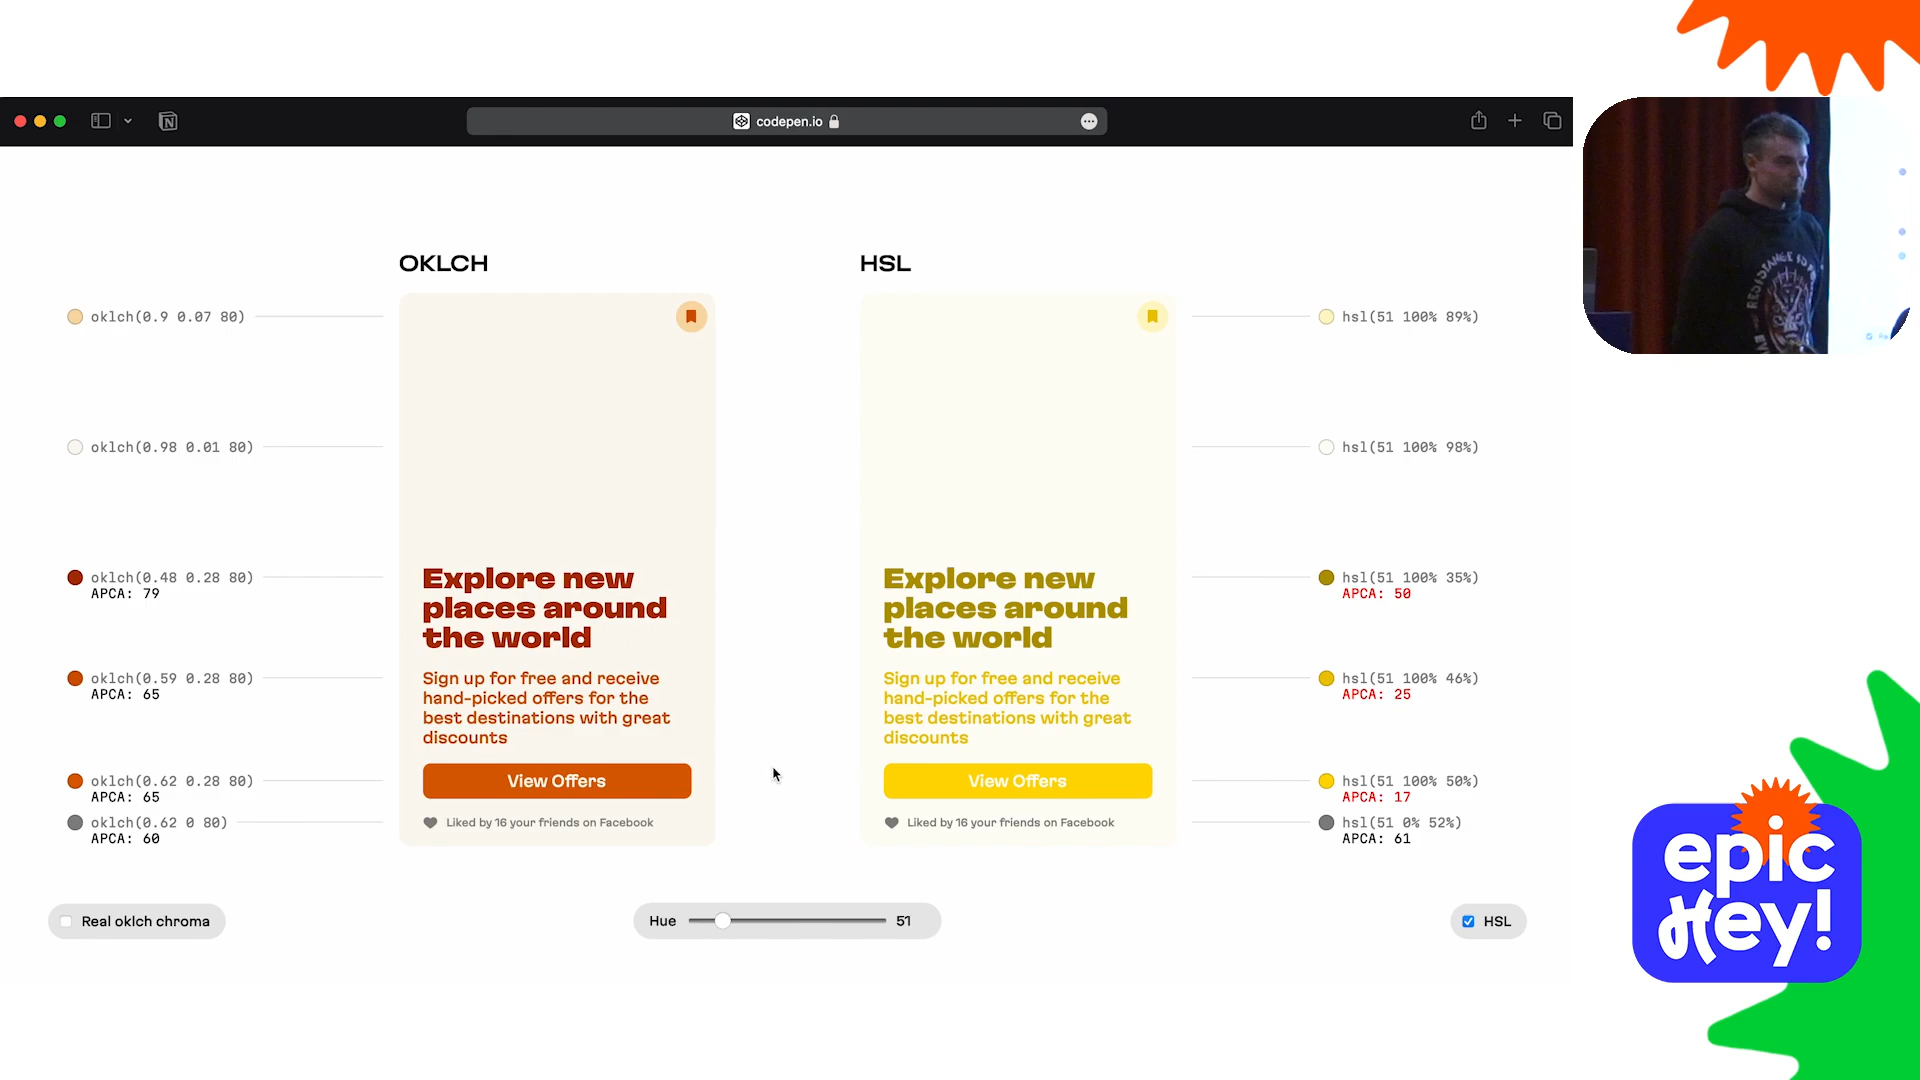 codepen.io
OKLCH
HSL
oklch(0.9 0.07 80)
hsl(51 100% 89%)
oklch(0.98 0.01 80)
hsl(51 100% 98%)
oklch(0.48 0.28 80)
APCA: 79
Explore new
places around
the world
Explore new
places around
the world
hsl(51 100% 35%)
APCA: 50
oklch(0.59 0.28 80)
APCA: 65
Sign up for free and receive
hand-picked offers for the
best destinations with great
discounts
Sign up for free and receive
hand-picked offers for the
best destinations with great
discounts
hsl(51 100% 46%)
APCA: 25
oklch(0.62 0.28 80)
APCA: 65
View Offers
View Offers
hsl(51 100% 50%)
APCA: 17
oklch(0.62 0 80)
APCA: 60
Liked by 16 your friends on Facebook
Liked by 16 your friends on Facebook
hsl(51 0% 52%)
APCA: 61
Real oklch chroma
Hue 51
HSL
epic
Hey!